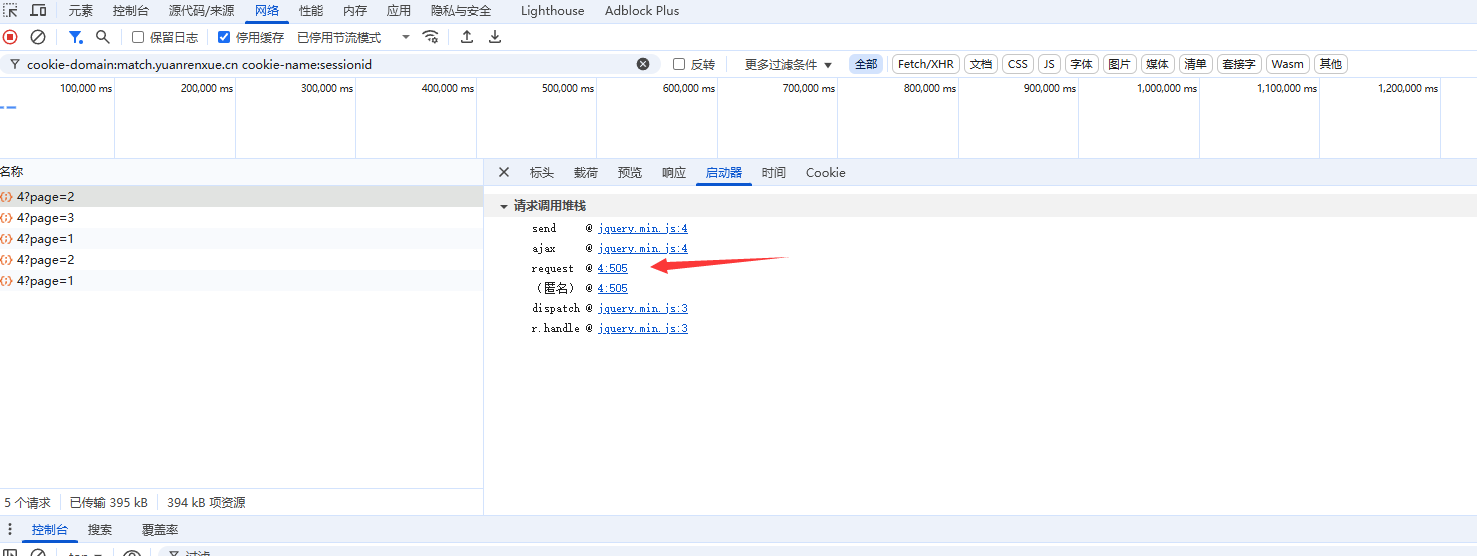 元素 控制台 源代码/来源 网络 性能 内存 应用 隐私与安全 Lighthouse Adblock Plus
保留日志 停用缓存 已停用节流模式
cookie-domain:match.yuanrenxue.cn cookie-name:sessionid 反转 更多过滤条件 全部 Fetch/XHR 文档 CSS JS 字体 图片 媒体 清单 套接字 Wasm 其他
100,000 ms 200,000 ms 300,000 ms 400,000 ms 500,000 ms 600,000 ms 700,000 ms 800,000 ms 900,000 ms 1,000,000 ms 1,100,000 ms 1,200,000 ms
名称
4?page=2
4?page=3
4?page=1
4?page=2
4?page=1
标头 载荷 预览 响应 启动器 时间 Cookie
请求调用堆栈
send @ jquery.min.js:4
ajax @ jquery.min.js:4
request @ 4:505
（匿名） @ 4:505
dispatch @ jquery.min.js:3
r.handle @ jquery.min.js:3
5 个请求 已传输 395 kB 394 kB 项资源
控制台 搜索 覆盖率
top 过滤